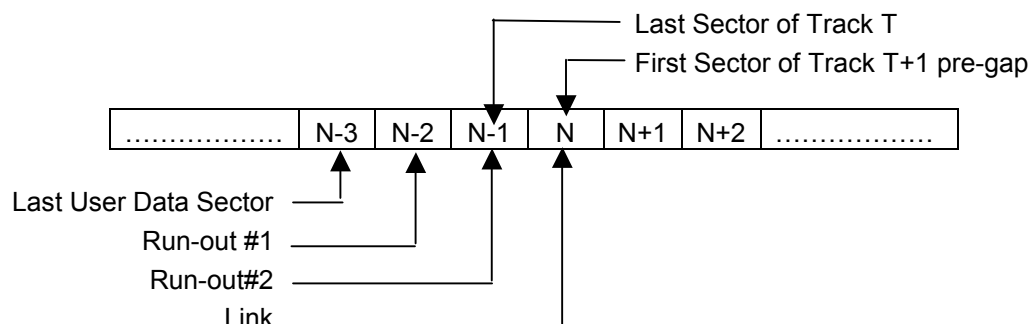 Last Sector of Track T
First Sector of Track T+1 pre-gap
.................. N-3 N-2 N-1 N N+1 N+2 ..................
Last User Data Sector
Run-out #1
Run-out#2
Link